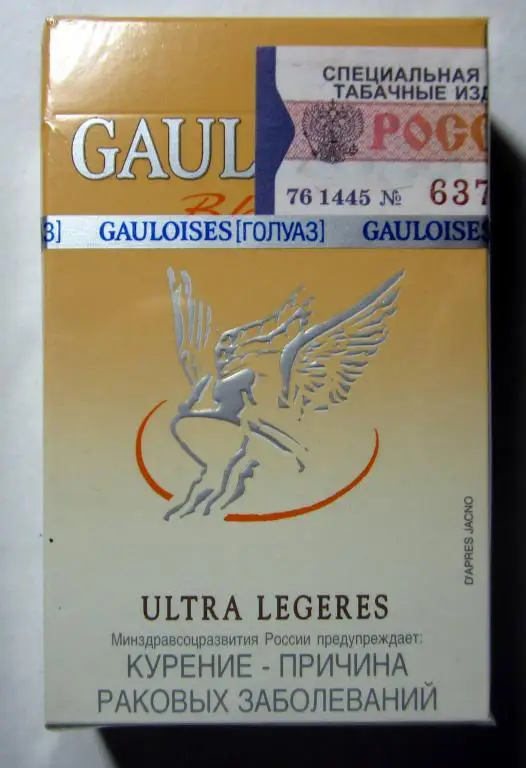 СПЕЦИАЛЬНАЯ
ТАБАЧНЫЕ ИЗД
РОСС
76 1445 № 637
GAUL
Bl
З] GAULOISES [ГОЛУАЗ] GAULOISES
D'APRES JACNO
ULTRA LEGERES
Минздравсоцразвития России предупреждает:
КУРЕНИЕ - ПРИЧИНА
РАКОВЫХ ЗАБОЛЕВАНИЙ